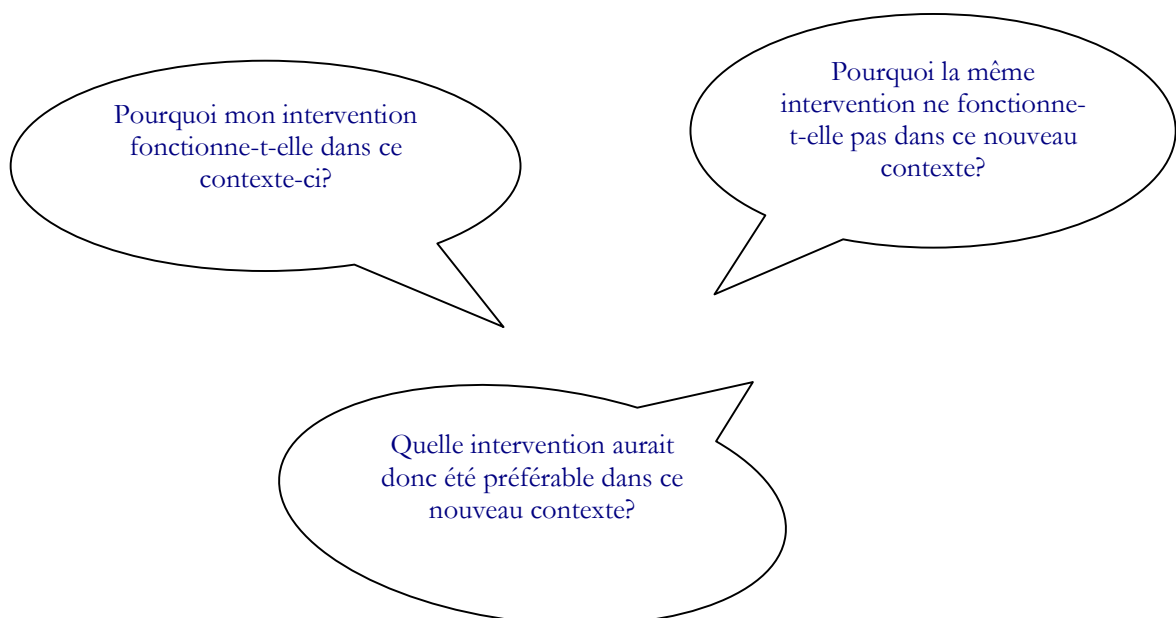 Pourquoi mon intervention
fonctionne-t-elle dans ce
contexte-ci?
Pourquoi la même
intervention ne fonctionne-
t-elle pas dans ce nouveau
contexte?
Quelle intervention aurait
donc été préférable dans ce
nouveau contexte?